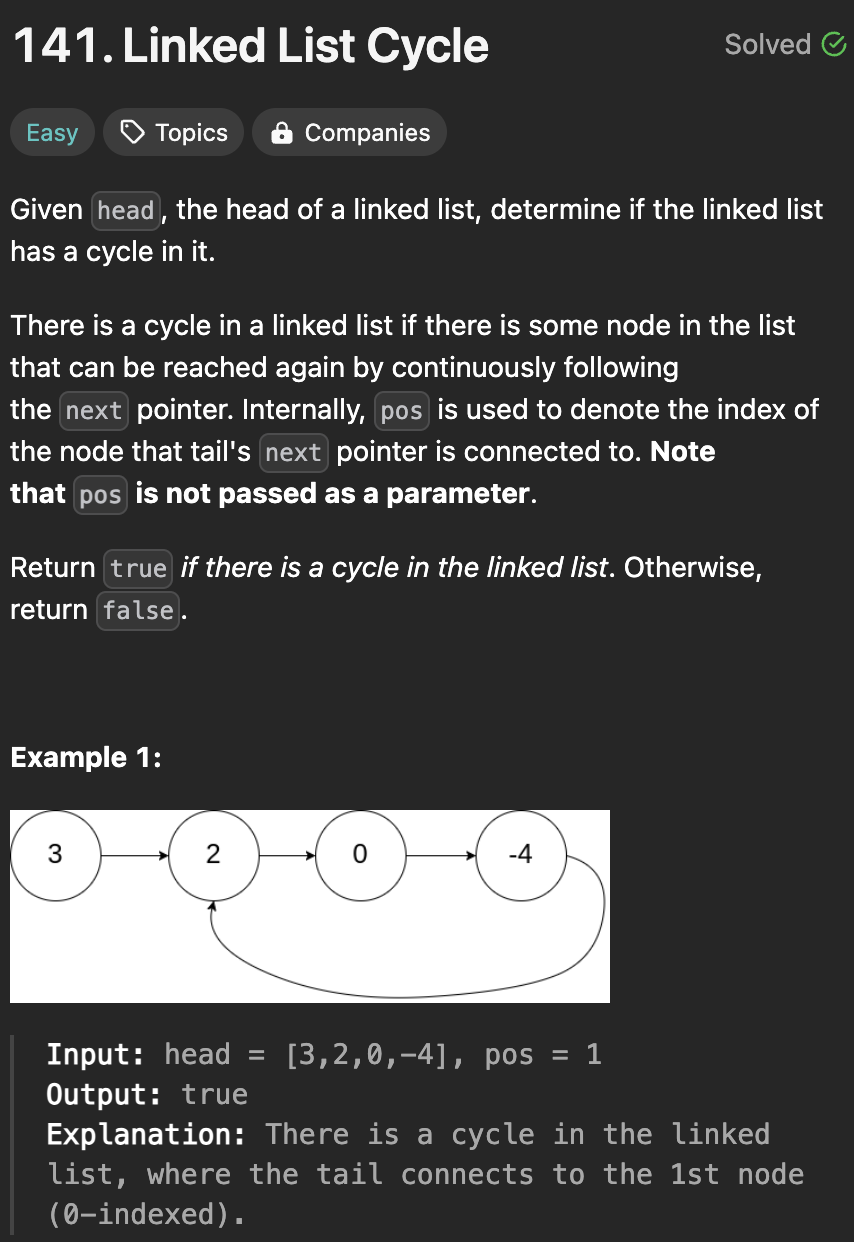 141. Linked List Cycle
Solved
Easy
Topics
Companies
Given head, the head of a linked list, determine if the linked list
has a cycle in it.
There is a cycle in a linked list if there is some node in the list
that can be reached again by continuously following
the next pointer. Internally, pos is used to denote the index of
the node that tail's next pointer is connected to. Note
that pos is not passed as a parameter.
Return true if there is a cycle in the linked list. Otherwise,
return false.
Example 1:
3 2 0 -4
Input: head = [3,2,0,-4], pos = 1
Output: true
Explanation: There is a cycle in the linked
list, where the tail connects to the 1st node
(0-indexed).